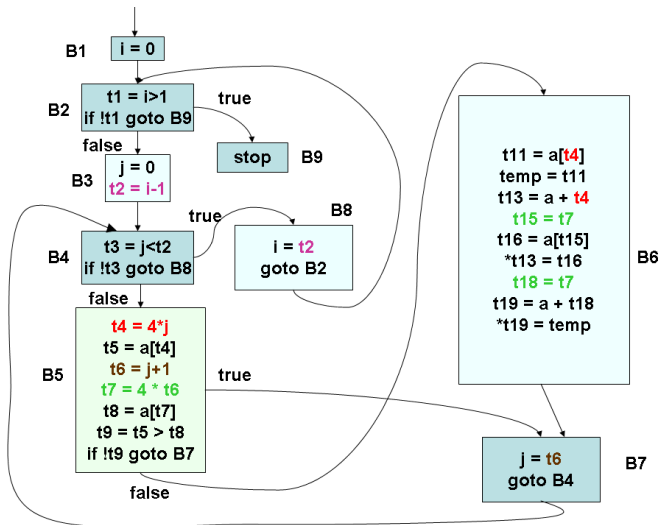 B1
i = 0
B2
t1 = i>1
if !t1 goto B9
true
false
stop
B9
B3
j = 0
t2 = i-1
true
B8
B4
t3 = j<t2
if !t3 goto B8
i = t2
goto B2
false
B5
t4 = 4*j
t5 = a[t4]
t6 = j+1
t7 = 4 * t6
t8 = a[t7]
t9 = t5 > t8
if !t9 goto B7
true
false
t11 = a[t4]
temp = t11
t13 = a + t4
t15 = t7
t16 = a[t15]
*t13 = t16
t18 = t7
t19 = a + t18
*t19 = temp
B6
j = t6
goto B4
B7